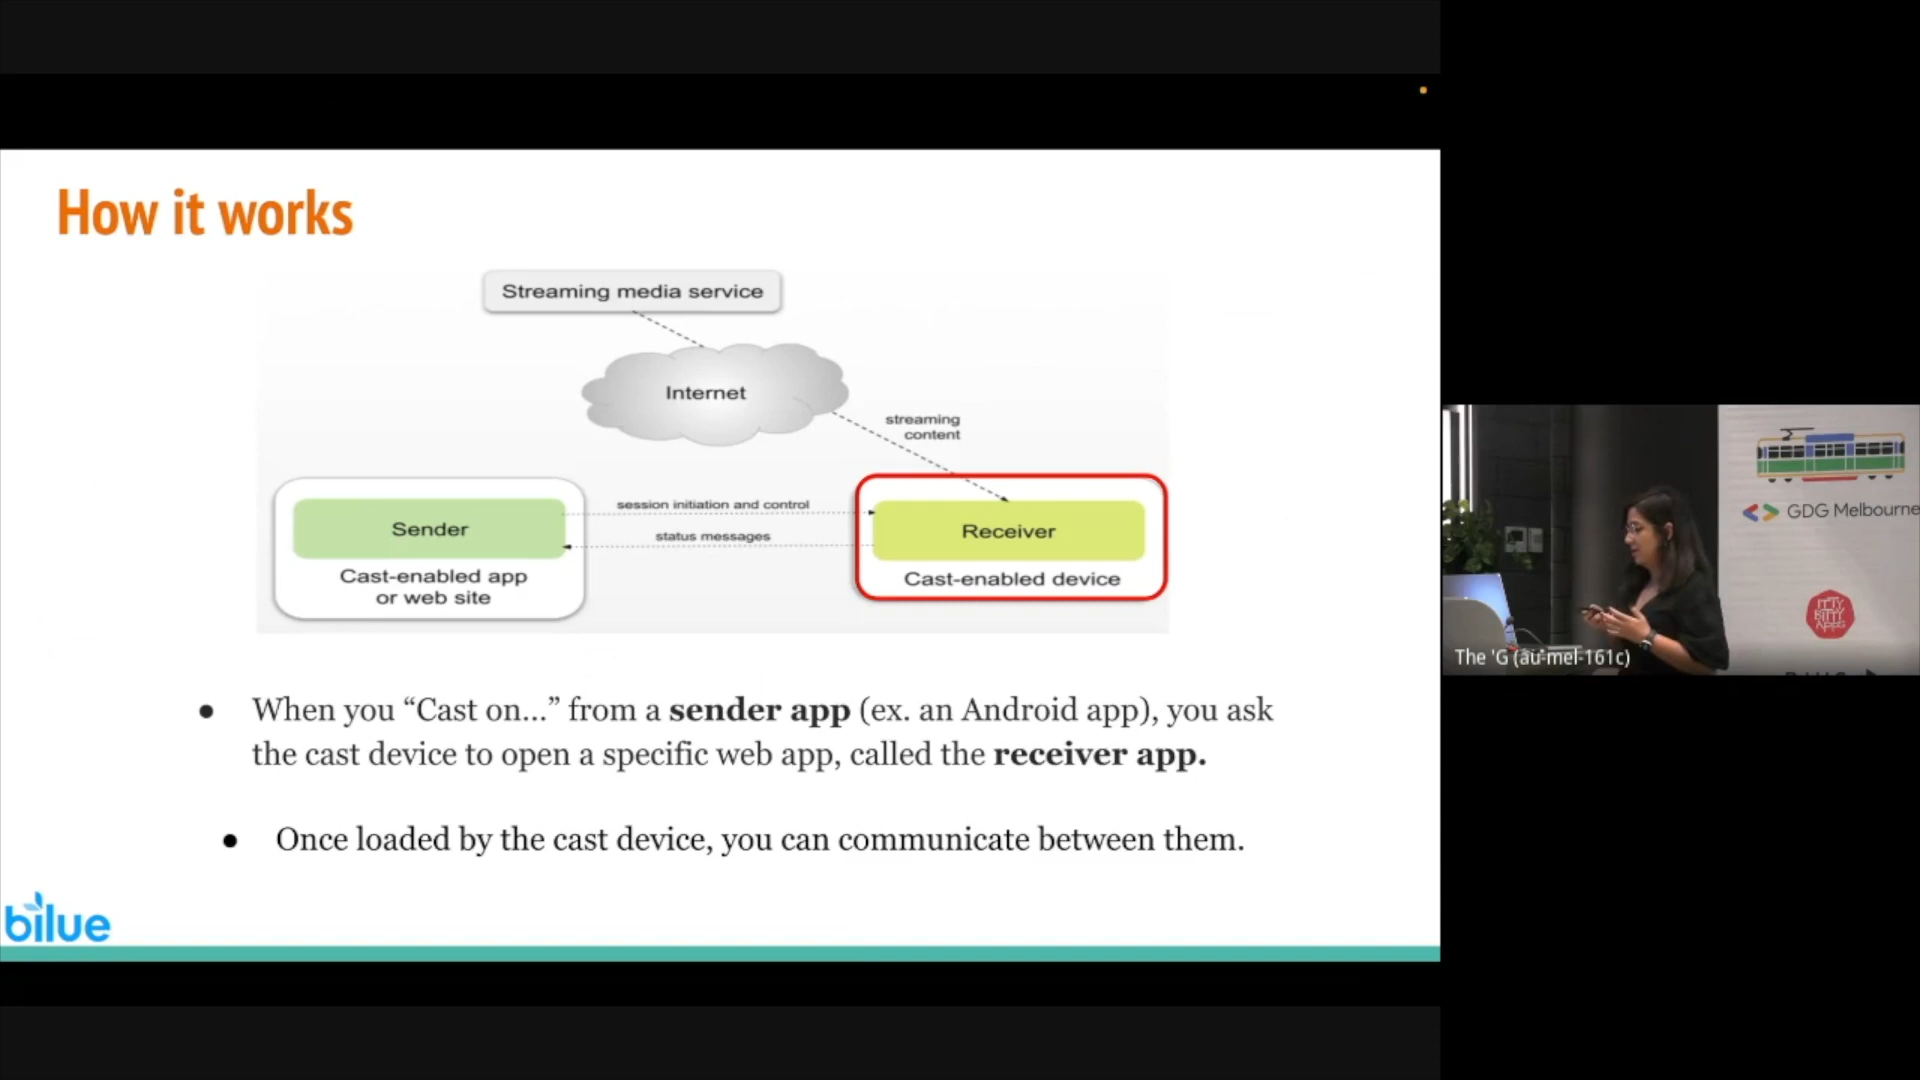 How it works
Streaming media service
Internet
streaming
content
session initiation and control
Sender
Receiver
status messages
Cast-enabled app
or web site
Cast-enabled device
● When you “Cast on...” from a sender app (ex. an Android app), you ask
the cast device to open a specific web app, called the receiver app.
● Once loaded by the cast device, you can communicate between them.
bilue
GDG Melbourne
ITTY
BITTY
APPS
The 'G (au-mel-161c)